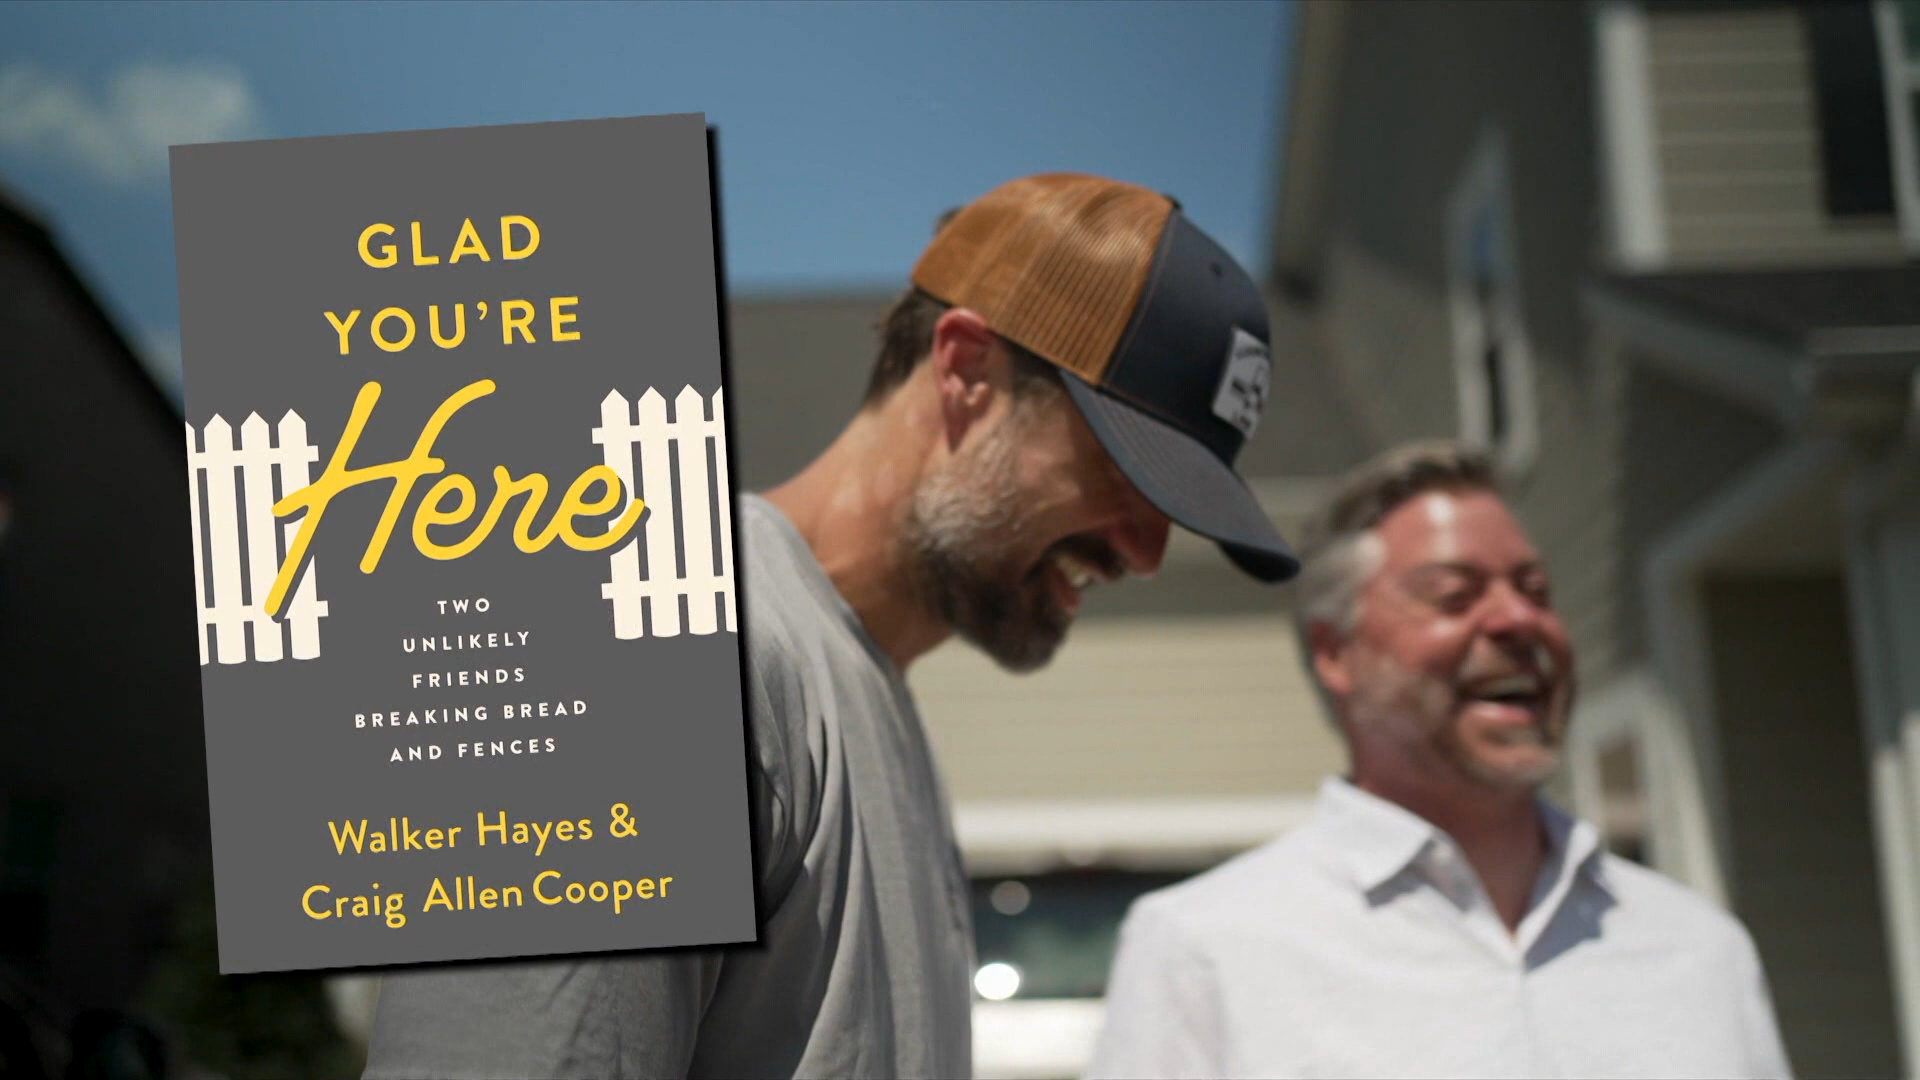 GLAD
YOU'RE
Here
TWO
UNLIKELY
FRIENDS
BREAKING BREAD
AND FENCES
Walker Hayes &
Craig Allen Cooper